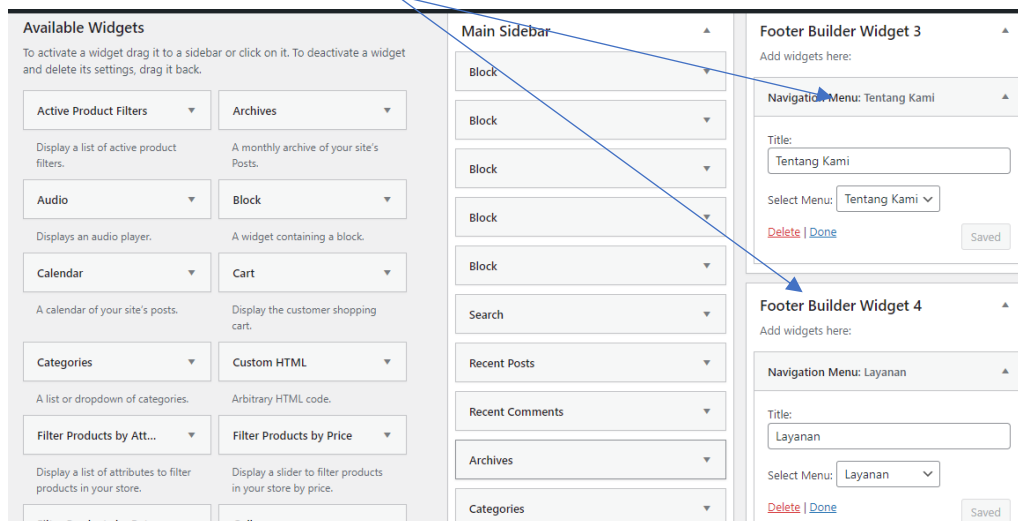 Available Widgets
To activate a widget drag it to a sidebar or click on it. To deactivate a widget
and delete its settings, drag it back.
Active Product Filters
Archives
Display a list of active product
filters.
A monthly archive of your site's
Posts.
Audio
Block
Displays an audio player.
A widget containing a block.
Calendar
Cart
A calendar of your site's posts.
Display the customer shopping
cart.
Categories
Custom HTML
A list or dropdown of categories.
Arbitrary HTML code.
Filter Products by Att...
Filter Products by Price
Display a list of attributes to filter
products in your store.
Display a slider to filter products
in your store by price.
Main Sidebar
Block
Block
Block
Block
Block
Search
Recent Posts
Recent Comments
Archives
Categories
Footer Builder Widget 3
Add widgets here:
Navigation Menu: Tentang Kami
Title:
Tentang Kami
Select Menu: Tentang Kami
Delete | Done
Saved
Footer Builder Widget 4
Add widgets here:
Navigation Menu: Layanan
Title:
Layanan
Select Menu: Layanan
Delete | Done
Saved